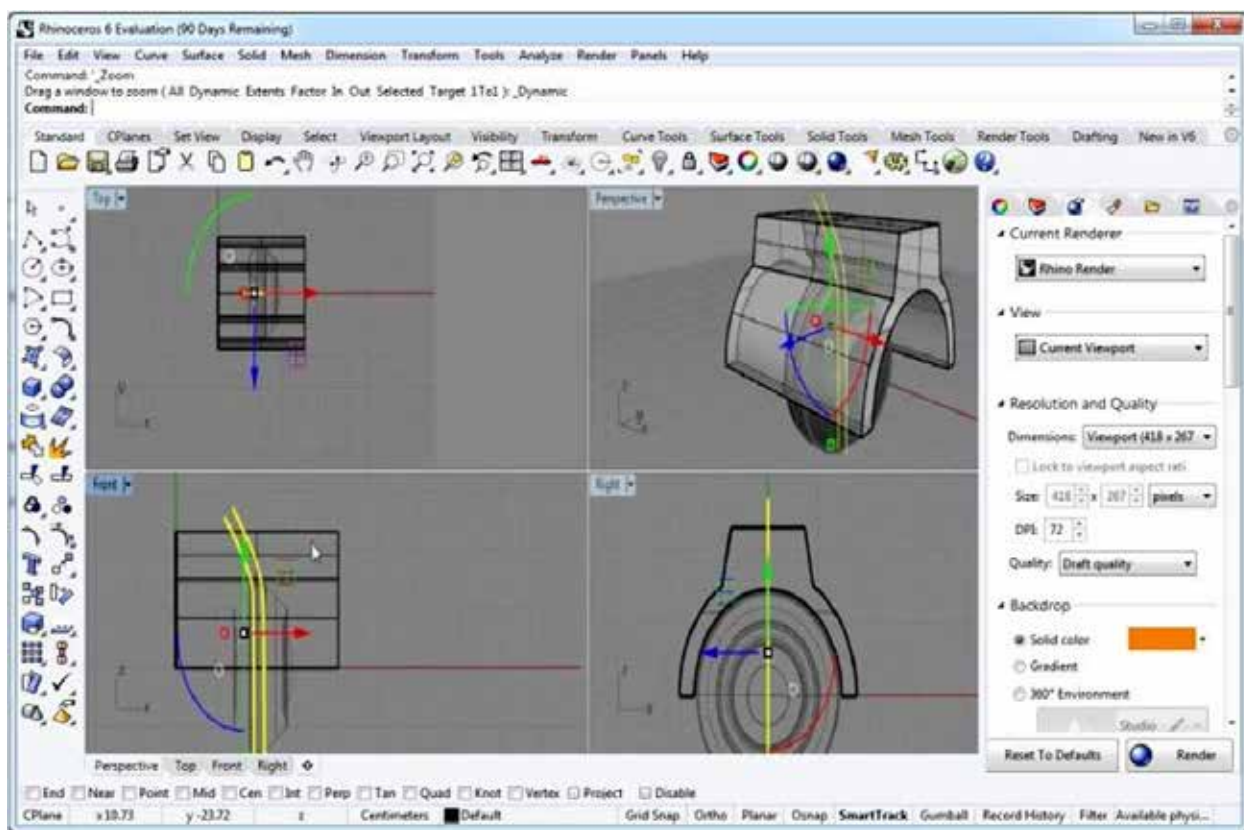 Rhinoceros 6 Evaluation (90 Days Remaining)
File Edit View Curve Surface Solid Mesh Dimension Transform Tools Analyze Render Panels Help
Command: '_Zoom
Drag a window to zoom ( All Dynamic Extents Factor In Out Selected Target 1To1 ): _Dynamic
Command:
Standard CPlanes Set View Display Select Viewport Layout Visibility Transform Curve Tools Surface Tools Solid Tools Mesh Tools Render Tools Drafting New in V6
Top
Perspective
Current Renderer
Rhino Render
View
Current Viewport
Resolution and Quality
Dimensions: Viewport (418 x 267
Lock to viewport aspect rati
Size: 418 x 267 pixels
DPI: 72
Quality: Draft quality
Front
Right
Backdrop
Solid color
Gradient
360° Environment
Studio
Reset To Defaults Render
Perspective Top Front Right
End Near Point Mid Cen Int Perp Tan Quad Knot Vertex Project Disable
CPlane x 10.73 y -23.72 z Centimeters Default Grid Snap Ortho Planar Osnap SmartTrack Gumball Record History Filter Available physi...